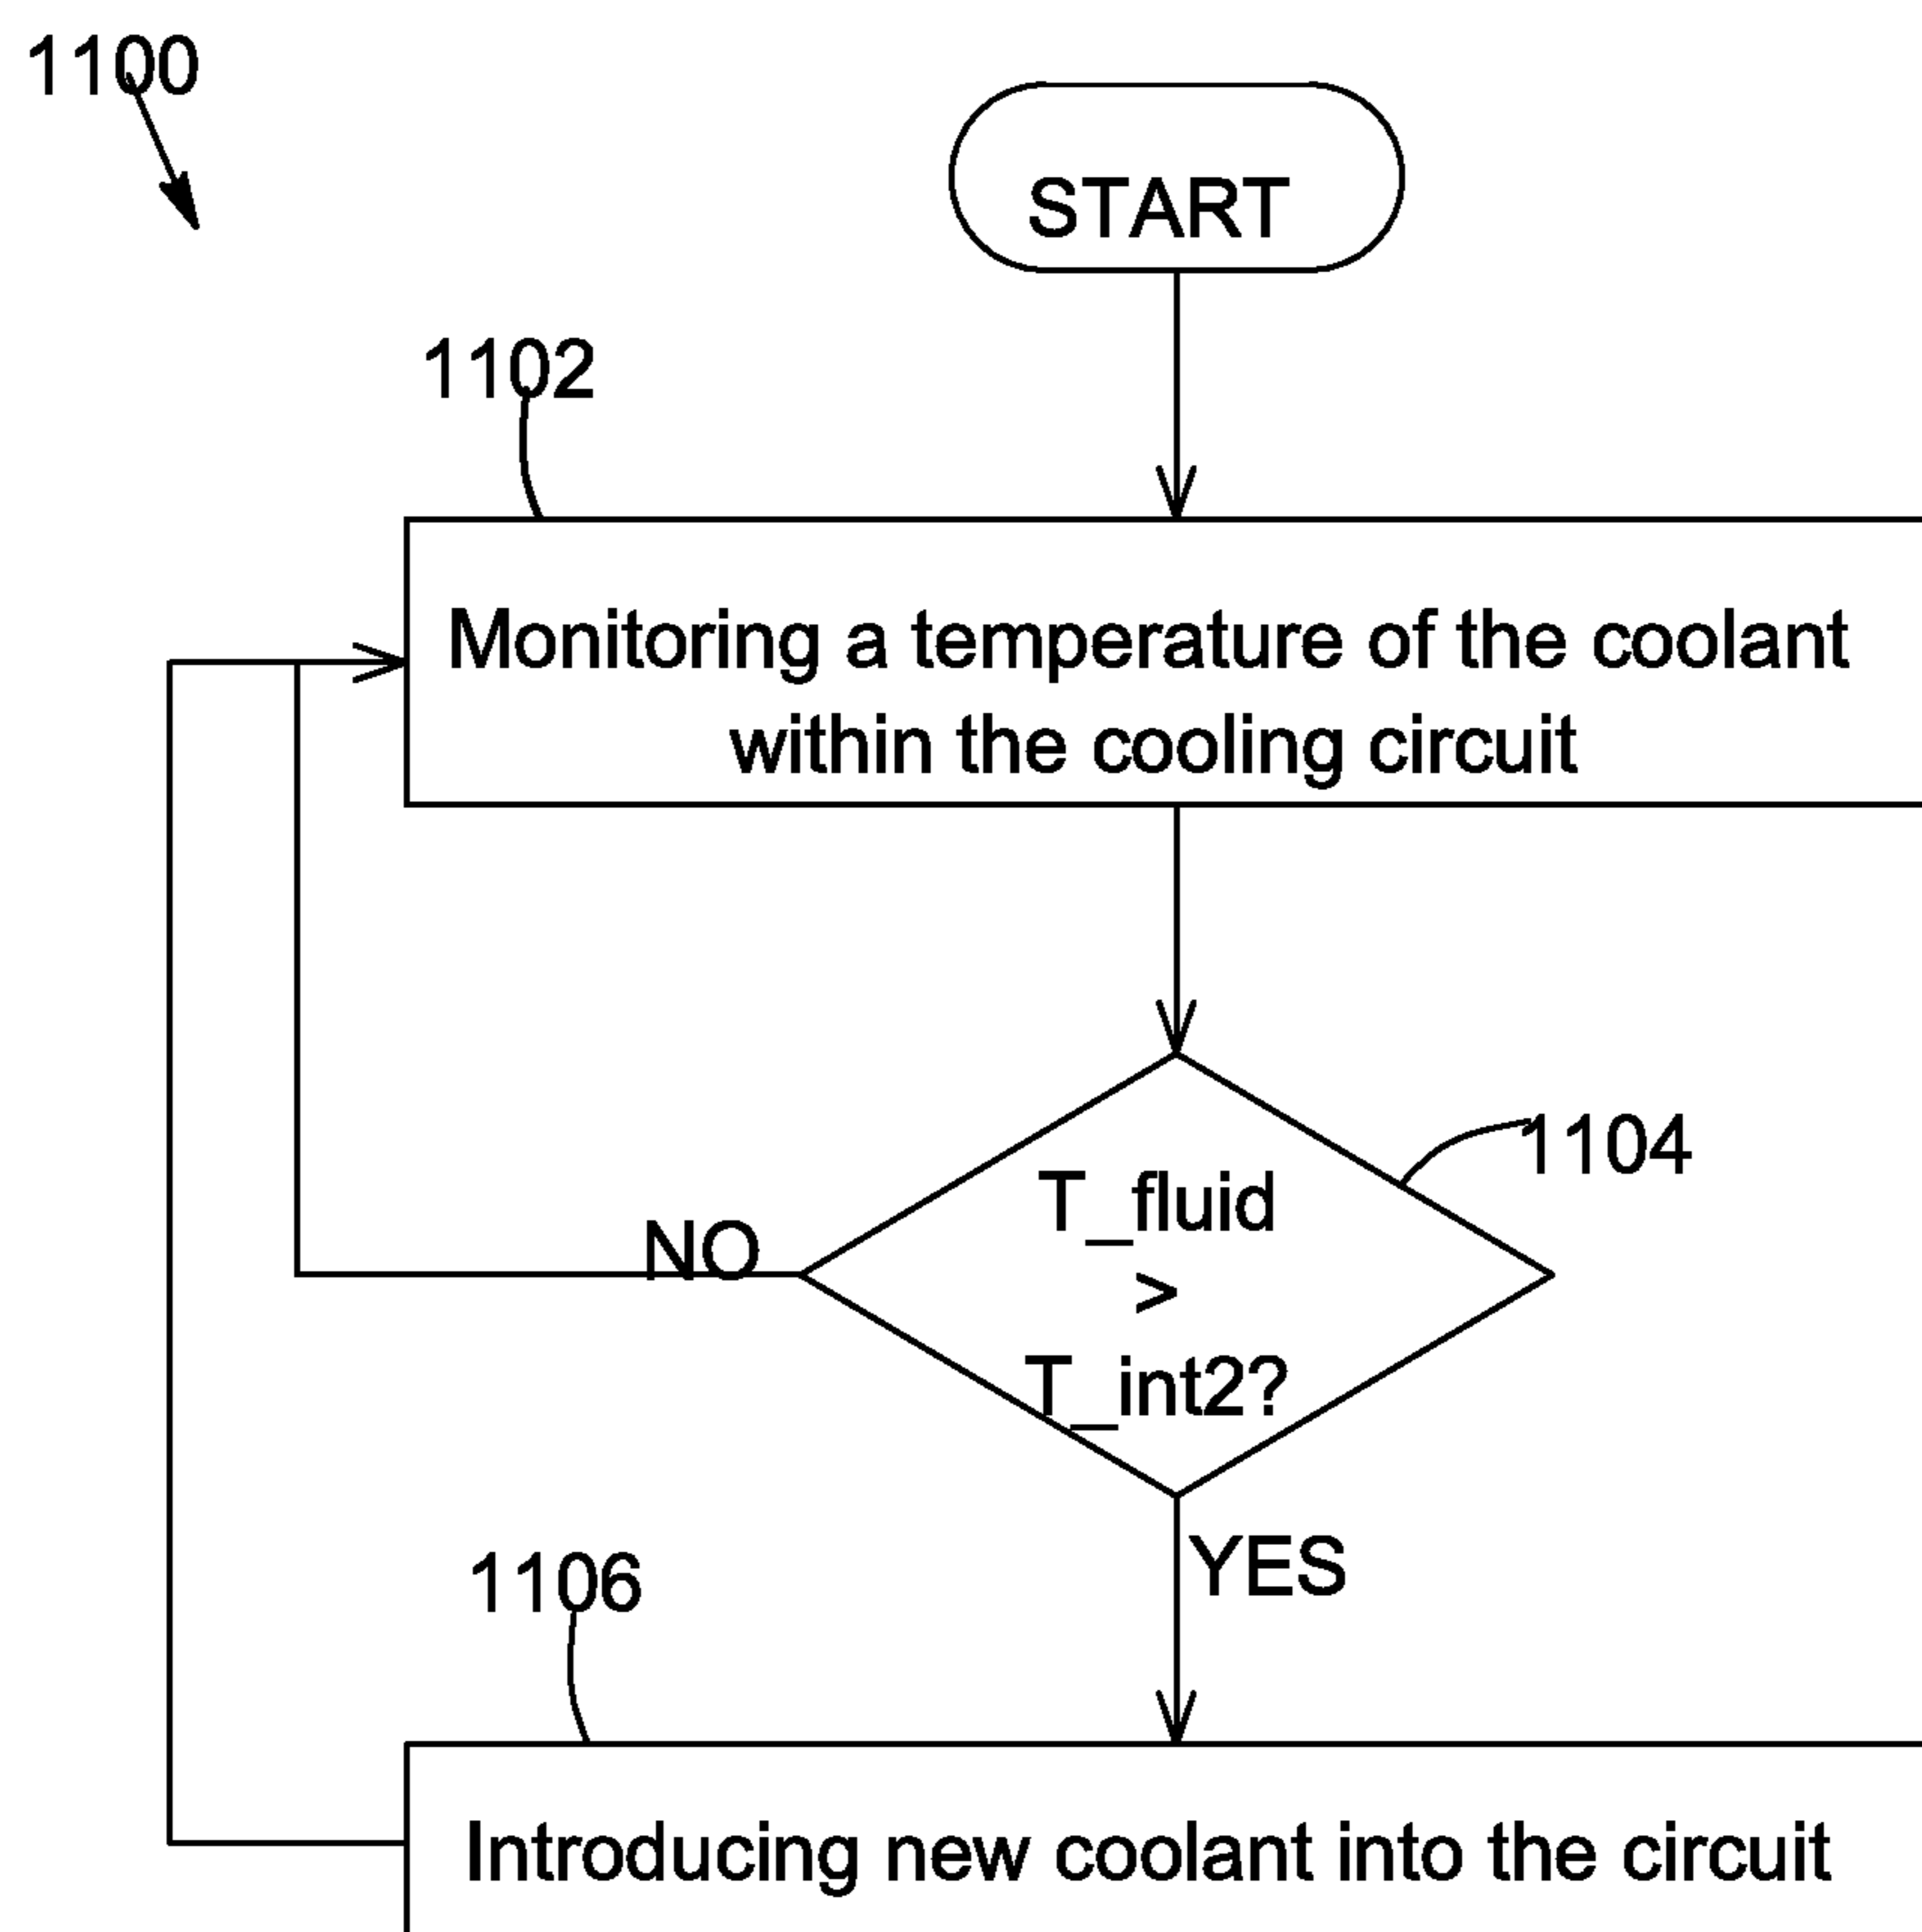 1100
START
1102
Monitoring a temperature of the coolant
within the cooling circuit
1104
T_fluid
>
T_int2?
NO
YES
1106
Introducing new coolant into the circuit